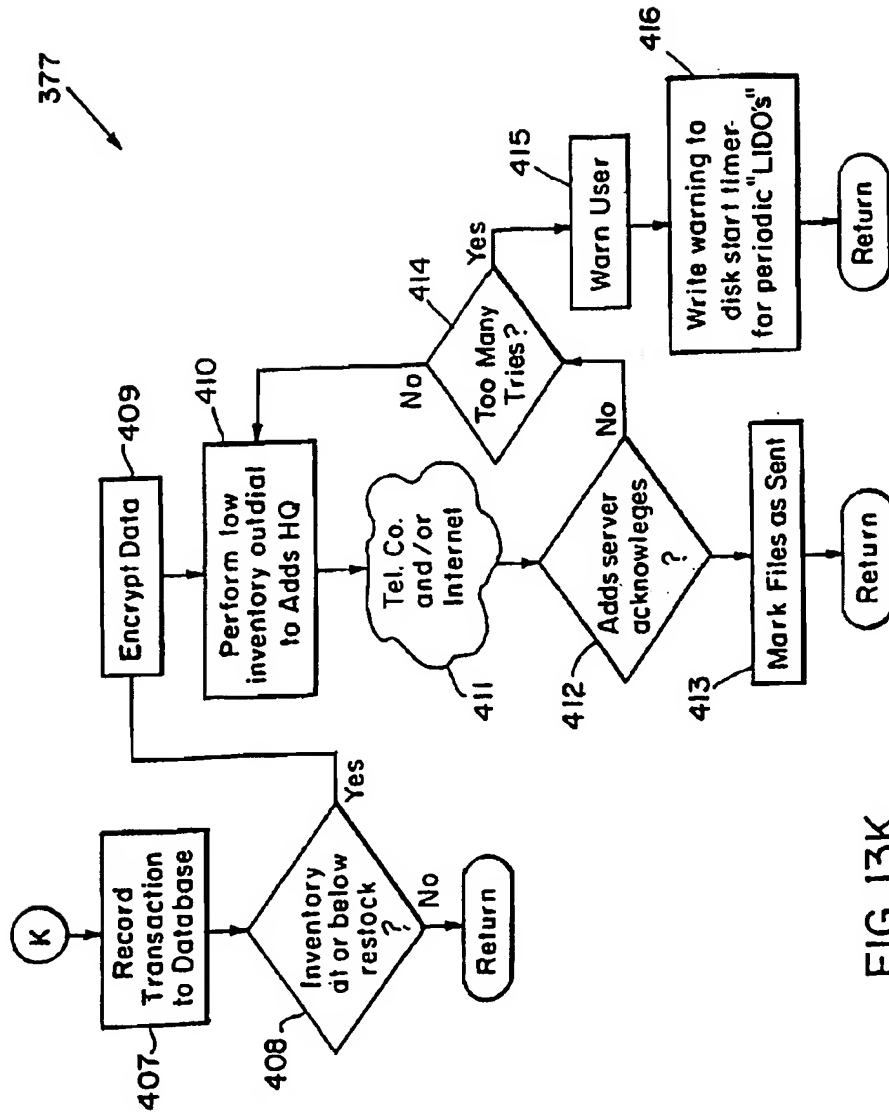 377
K
Record
Transaction
to Database
407
Inventory
at or below
restock
?
408
Yes
No
Return
Encrypt Data
409
Perform low
inventory outdial
to Adds HQ
410
Tel. Co.
and/or
Internet
411
Adds server
acknowleges
?
412
No
Mark Files as Sent
413
Return
Too Many
Tries?
414
No
Yes
Warn User
415
Write warning to
disk start timer-
for periodic "LIDO's"
416
Return
FIG. 13K